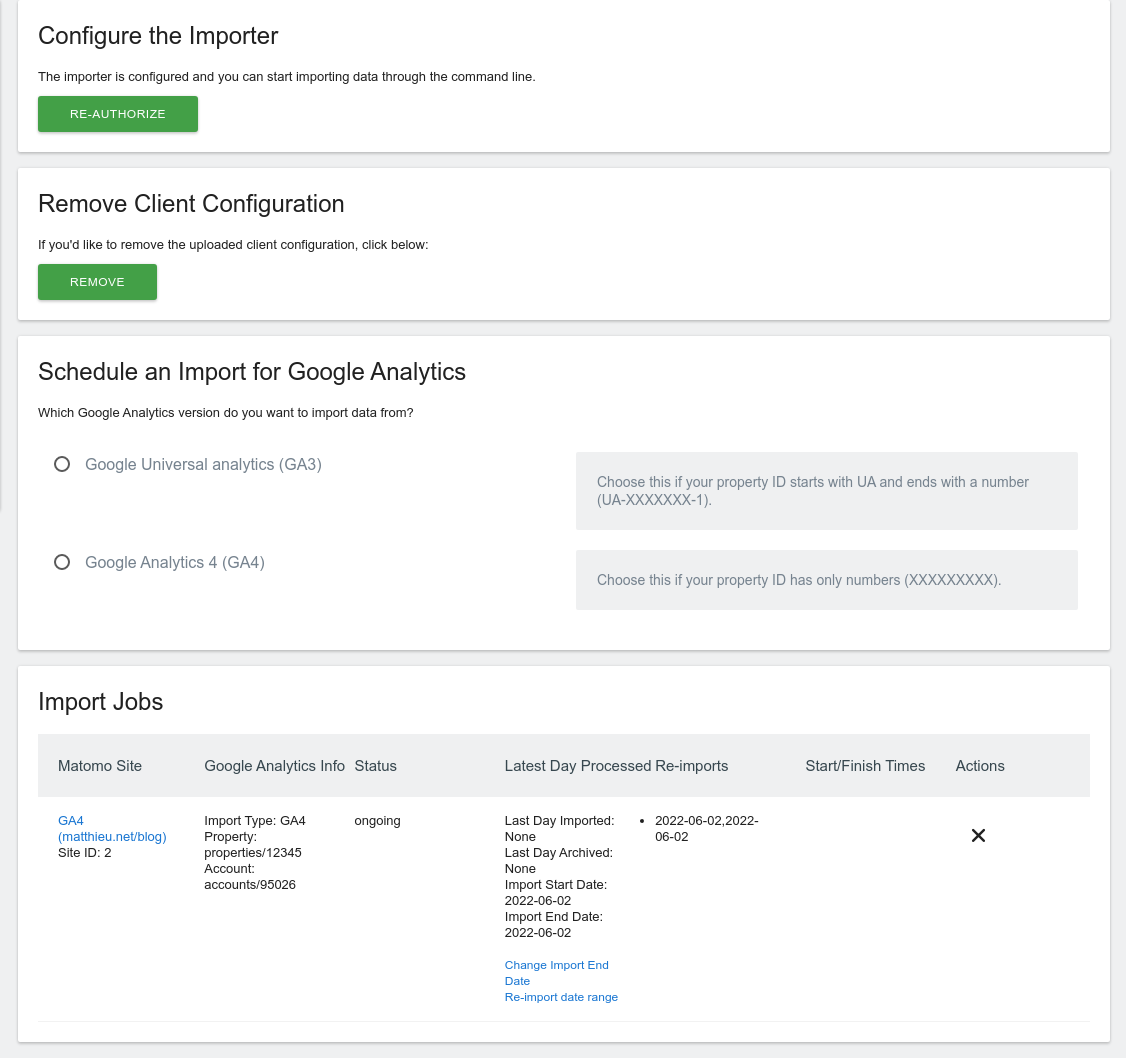 Configure the Importer
The importer is configured and you can start importing data through the command line.
RE-AUTHORIZE
Remove Client Configuration
If you'd like to remove the uploaded client configuration, click below:
REMOVE
Schedule an Import for Google Analytics
Which Google Analytics version do you want to import data from?
Google Universal analytics (GA3)
Choose this if your property ID starts with UA and ends with a number
(UA-XXXXXXX-1).
Google Analytics 4 (GA4)
Choose this if your property ID has only numbers (XXXXXXXXX).
Import Jobs
Matomo Site Google Analytics Info Status Latest Day Processed Re-imports Start/Finish Times Actions
GA4
(matthieu.net/blog)
Site ID: 2
Import Type: GA4
Property:
properties/12345
Account:
accounts/95026
ongoing
Last Day Imported:
None
Last Day Archived:
None
Import Start Date:
2022-06-02
Import End Date:
2022-06-02
Change Import End
Date
Re-import date range
2022-06-02,2022-
06-02